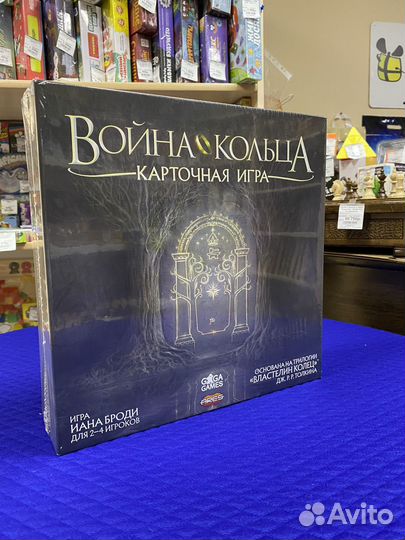 ВОЙНА КОЛЬЦА
КАРТОЧНАЯ ИГРА
ИГРА
ИАНА БРОДИ
ДЛЯ 2–4 ИГРОКОВ
GAGA
GAMES
ARES
ОСНОВАНА НА ТРИЛОГИИ
«ВЛАСТЕЛИН КОЛЕЦ»
ДЖ. Р. Р. ТОЛКИНА
Avito